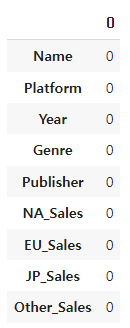 0
Name 0
Platform 0
Year 0
Genre 0
Publisher 0
NA_Sales 0
EU_Sales 0
JP_Sales 0
Other_Sales 0